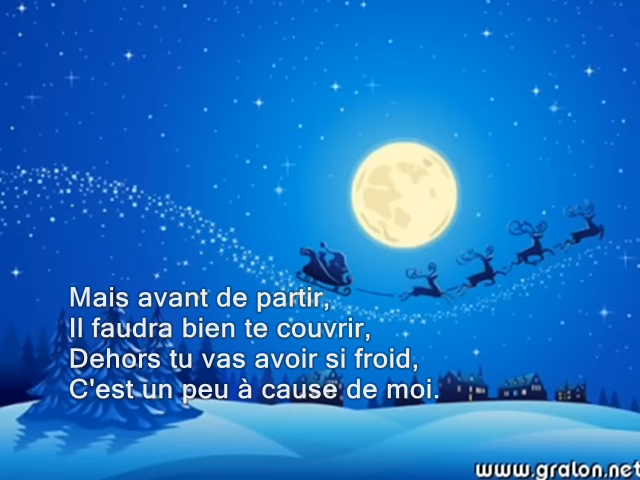 Mais avant de partir,
Il faudra bien te couvrir,
Dehors tu vas avoir si froid,
C'est un peu à cause de moi.
www.gralon.net